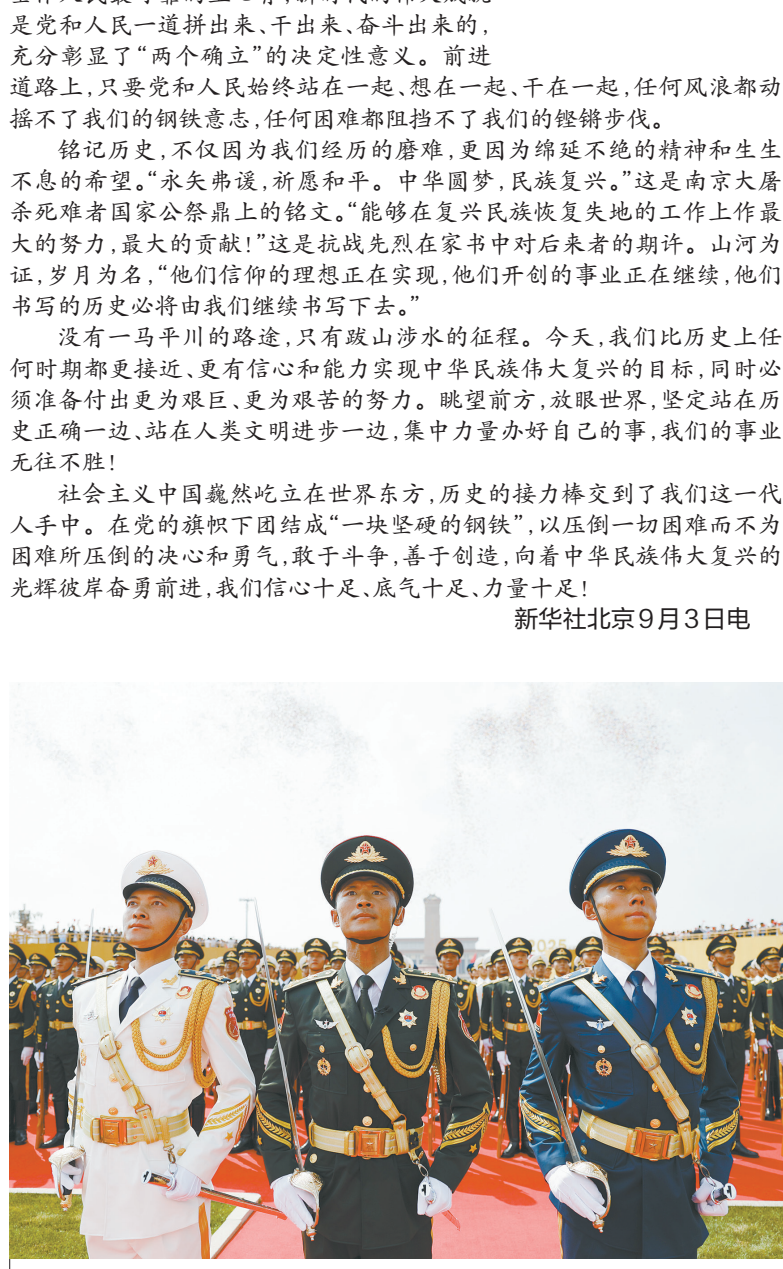 是党和人民一道拼出来、干出来、奋斗出来的,
充分彰显了“两个确立”的决定性意义。前进
道路上,只要党和人民始终站在一起、想在一起、干在一起,任何风浪都动
摇不了我们的钢铁意志,任何困难都阻挡不了我们的铿锵步伐。
铭记历史,不仅因为我们经历的磨难,更因为绵延不绝的精神和生生
不息的希望。“永矢弗谖,祈愿和平。中华圆梦,民族复兴。”这是南京大屠
杀死难者国家公祭鼎上的铭文。“能够在复兴民族恢复失地的工作上作最
大的努力,最大的贡献!”这是抗战先烈在家书中对后来者的期许。山河为
证,岁月为名,“他们信仰的理想正在实现,他们开创的事业正在继续,他们
书写的历史必将由我们继续书写下去。”
没有一马平川的路途,只有跋山涉水的征程。今天,我们比历史上任
何时期都更接近、更有信心和能力实现中华民族伟大复兴的目标,同时必
须准备付出更为艰巨、更为艰苦的努力。眺望前方,放眼世界,坚定站在历
史正确一边、站在人类文明进步一边,集中力量办好自己的事,我们的事业
无往不胜!
社会主义中国巍然屹立在世界东方,历史的接力棒交到了我们这一代
人手中。在党的旗帜下团结成“一块坚硬的钢铁”,以压倒一切困难而不为
困难所压倒的决心和勇气,敢于斗争,善于创造,向着中华民族伟大复兴的
光辉彼岸奋勇前进,我们信心十足、底气十足、力量十足!
新华社北京9月3日电
2025